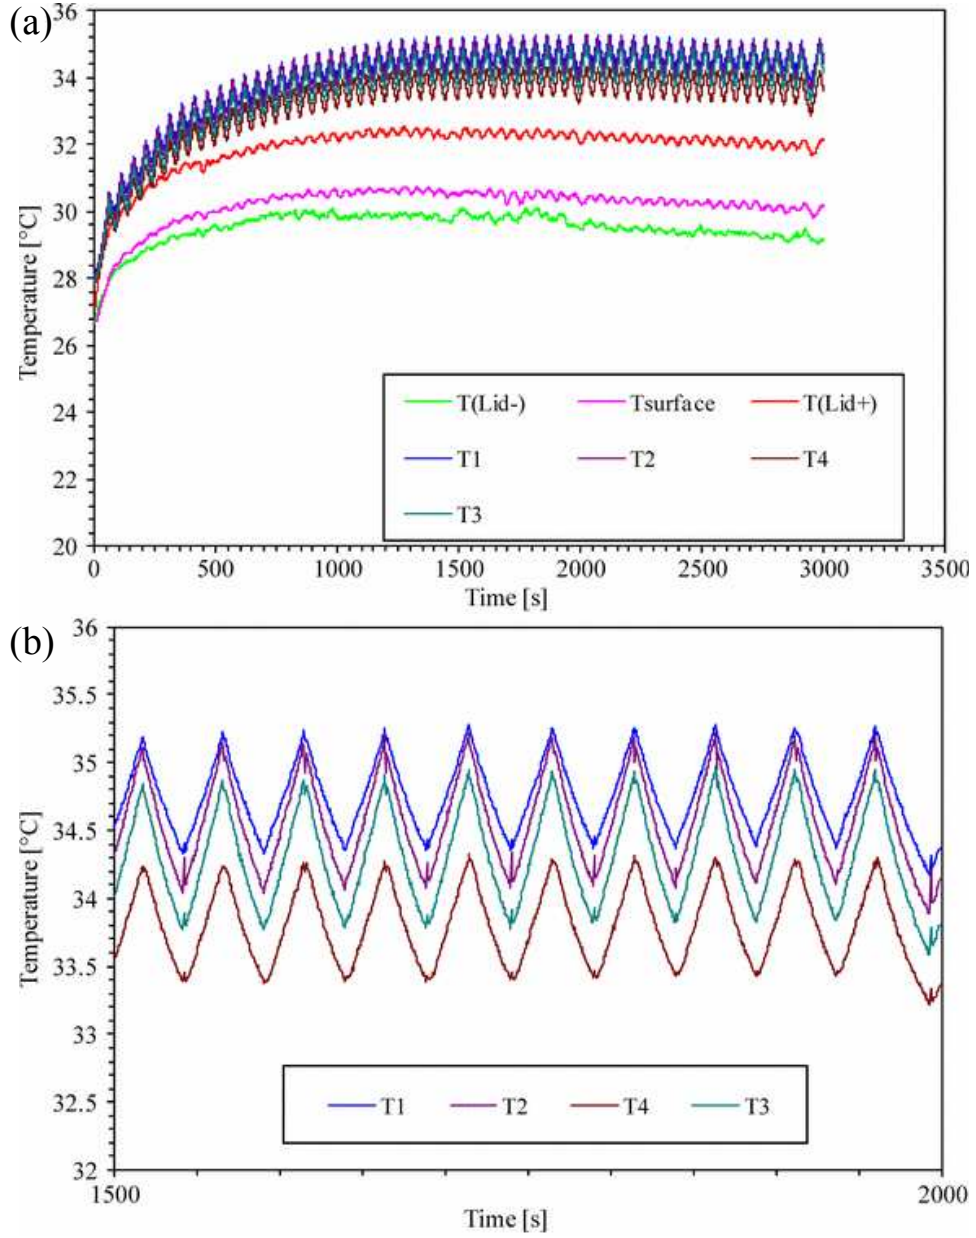 (a)
36
34
32
30
28
26
24
22
20
Temperature [°C]
T(Lid-) Tsurface T(Lid+)
T1 T2 T4
T3
0 500 1000 1500 2000 2500 3000 3500
Time [s]
(b)
36
35.5
35
34.5
34
33.5
33
32.5
32
Temperature [°C]
T1 T2 T4 T3
1500 2000
Time [s]